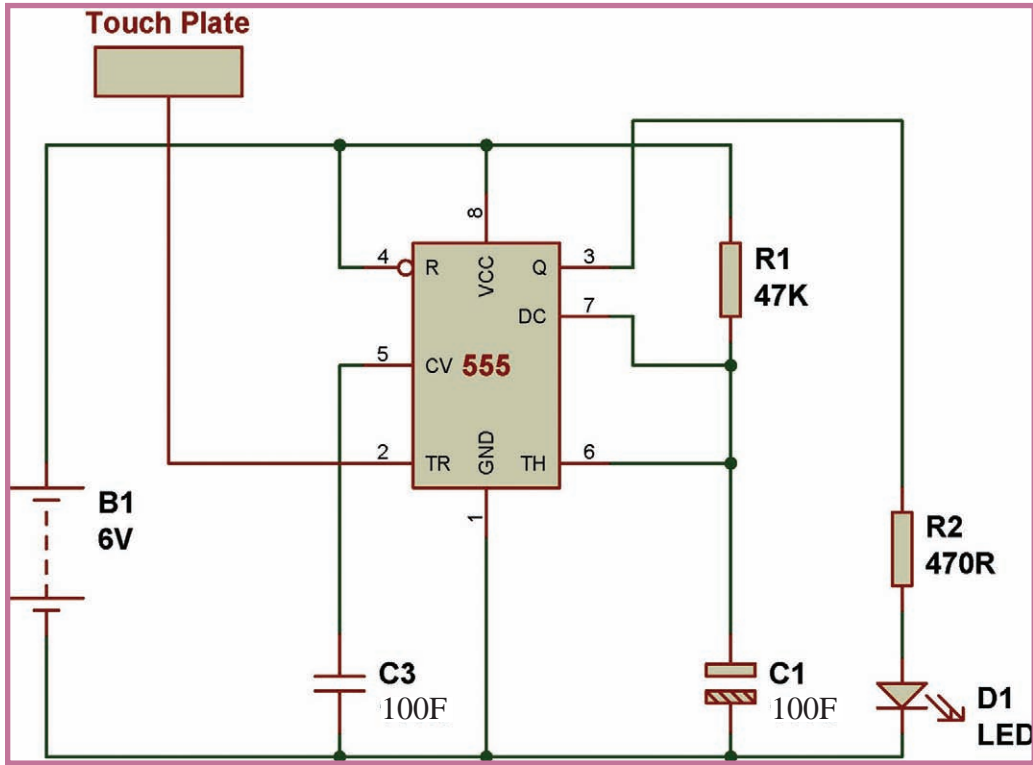 Touch Plate
8
4
R
VCC
Q
3
R1
47K
DC
7
5
CV
555
2
TR
GND
TH
6
B1
6V
1
R2
470R
C3
100F
C1
100F
D1
LED